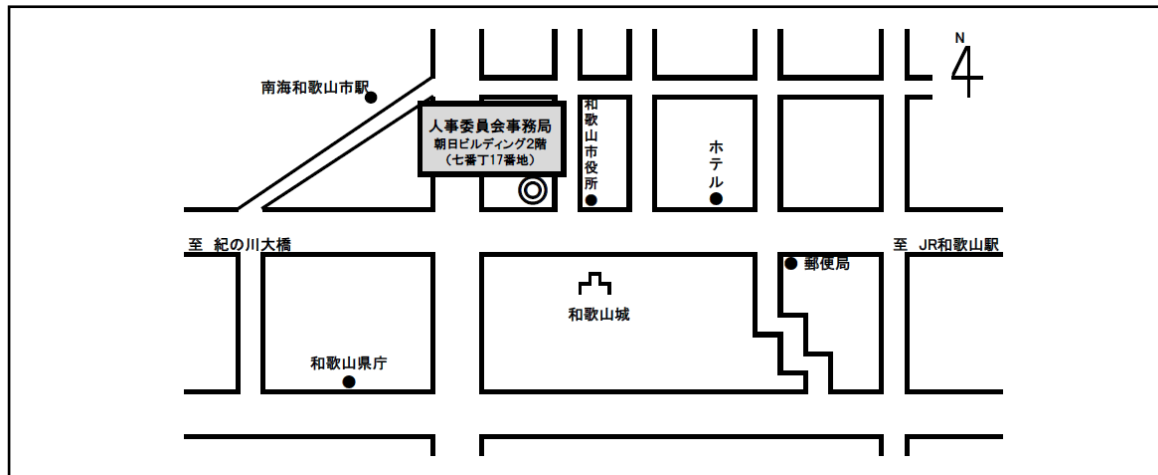 N
南海和歌山市駅
人事委員会事務局
朝日ビルディング2階
(七番丁17番地)
和歌山市役所
ホテル
至 紀の川大橋
至 JR和歌山駅
郵便局
和歌山城
和歌山県庁